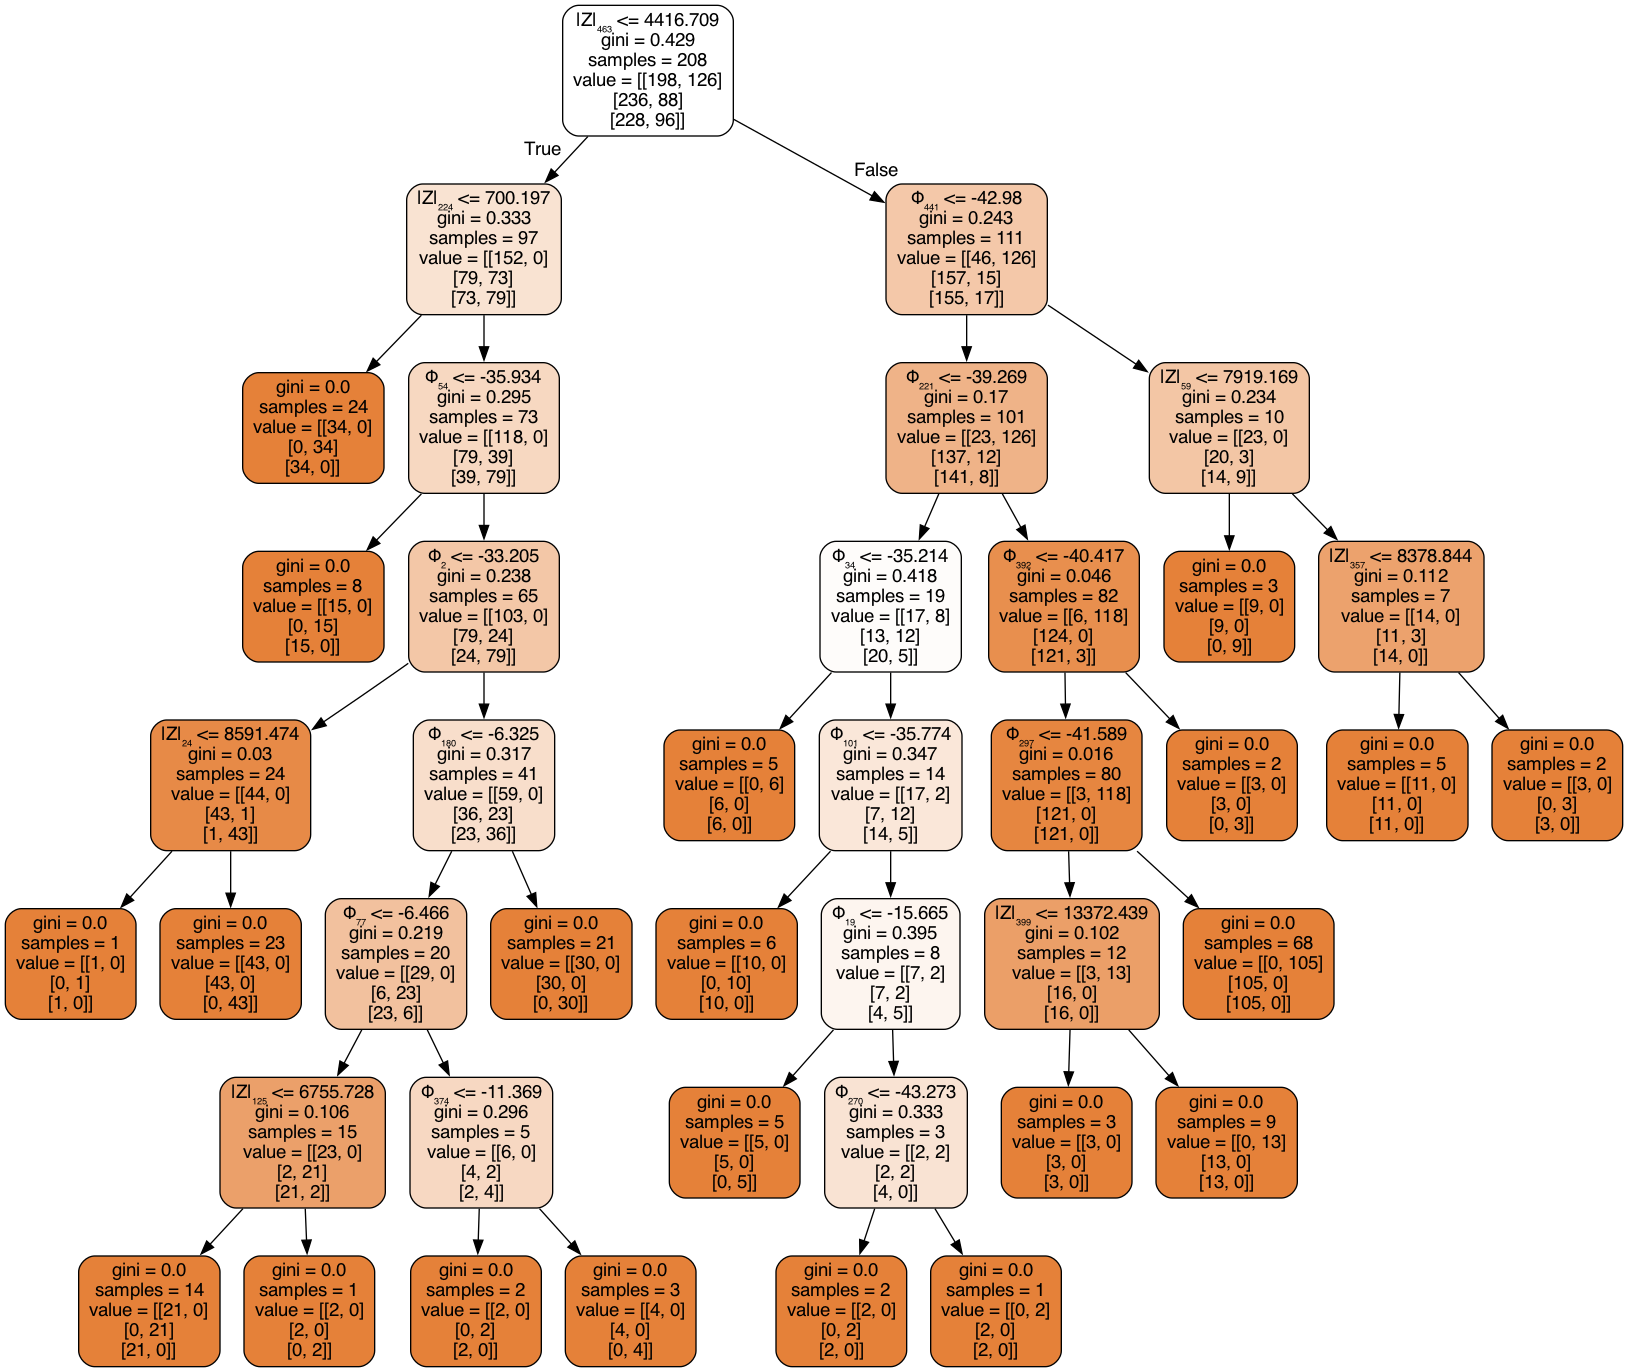 |Z|₄₆₃ <= 4416.709
gini = 0.429
samples = 208
value = [[198, 126]
[236, 88]
[228, 96]]
True
False
|Z|₂₂₄ <= 700.197
gini = 0.333
samples = 97
value = [[152, 0]
[79, 73]
[73, 79]]
Φ₄₄₁ <= -42.98
gini = 0.243
samples = 111
value = [[46, 126]
[157, 15]
[155, 17]]
gini = 0.0
samples = 24
value = [[34, 0]
[0, 34]
[34, 0]]
Φ₅₄ <= -35.934
gini = 0.295
samples = 73
value = [[118, 0]
[79, 39]
[39, 79]]
Φ₂₂₁ <= -39.269
gini = 0.17
samples = 101
value = [[23, 126]
[137, 12]
[141, 8]]
|Z|₅₉ <= 7919.169
gini = 0.234
samples = 10
value = [[23, 0]
[20, 3]
[14, 9]]
gini = 0.0
samples = 8
value = [[15, 0]
[0, 15]
[15, 0]]
Φ₂ <= -33.205
gini = 0.238
samples = 65
value = [[103, 0]
[79, 24]
[24, 79]]
Φ₃₄ <= -35.214
gini = 0.418
samples = 19
value = [[17, 8]
[13, 12]
[20, 5]]
Φ₃₉₂ <= -40.417
gini = 0.046
samples = 82
value = [[6, 118]
[124, 0]
[121, 3]]
gini = 0.0
samples = 3
value = [[9, 0]
[9, 0]
[0, 9]]
|Z|₃₅₇ <= 8378.844
gini = 0.112
samples = 7
value = [[14, 0]
[11, 3]
[14, 0]]
|Z|₂₄ <= 8591.474
gini = 0.03
samples = 24
value = [[44, 0]
[43, 1]
[1, 43]]
Φ₁₈₀ <= -6.325
gini = 0.317
samples = 41
value = [[59, 0]
[36, 23]
[23, 36]]
gini = 0.0
samples = 5
value = [[0, 6]
[6, 0]
[6, 0]]
Φ₁₀₁ <= -35.774
gini = 0.347
samples = 14
value = [[17, 2]
[7, 12]
[14, 5]]
Φ₂₉₇ <= -41.589
gini = 0.016
samples = 80
value = [[3, 118]
[121, 0]
[121, 0]]
gini = 0.0
samples = 2
value = [[3, 0]
[3, 0]
[0, 3]]
gini = 0.0
samples = 5
value = [[11, 0]
[11, 0]
[11, 0]]
gini = 0.0
samples = 2
value = [[3, 0]
[0, 3]
[3, 0]]
gini = 0.0
samples = 1
value = [[1, 0]
[0, 1]
[1, 0]]
gini = 0.0
samples = 23
value = [[43, 0]
[43, 0]
[0, 43]]
Φ₇₇ <= -6.466
gini = 0.219
samples = 20
value = [[29, 0]
[6, 23]
[23, 6]]
gini = 0.0
samples = 21
value = [[30, 0]
[30, 0]
[0, 30]]
gini = 0.0
samples = 6
value = [[10, 0]
[0, 10]
[10, 0]]
Φ₁₉ <= -15.665
gini = 0.395
samples = 8
value = [[7, 2]
[7, 2]
[4, 5]]
|Z|₃₉₉ <= 13372.439
gini = 0.102
samples = 12
value = [[3, 13]
[16, 0]
[16, 0]]
gini = 0.0
samples = 68
value = [[0, 105]
[105, 0]
[105, 0]]
|Z|₁₂₅ <= 6755.728
gini = 0.106
samples = 15
value = [[23, 0]
[2, 21]
[21, 2]]
Φ₃₇₄ <= -11.369
gini = 0.296
samples = 5
value = [[6, 0]
[4, 2]
[2, 4]]
gini = 0.0
samples = 5
value = [[5, 0]
[5, 0]
[0, 5]]
Φ₂₇₀ <= -43.273
gini = 0.333
samples = 3
value = [[2, 2]
[2, 2]
[4, 0]]
gini = 0.0
samples = 3
value = [[3, 0]
[3, 0]
[3, 0]]
gini = 0.0
samples = 9
value = [[0, 13]
[13, 0]
[13, 0]]
gini = 0.0
samples = 14
value = [[21, 0]
[0, 21]
[21, 0]]
gini = 0.0
samples = 1
value = [[2, 0]
[2, 0]
[0, 2]]
gini = 0.0
samples = 2
value = [[2, 0]
[0, 2]
[2, 0]]
gini = 0.0
samples = 3
value = [[4, 0]
[4, 0]
[0, 4]]
gini = 0.0
samples = 2
value = [[2, 0]
[0, 2]
[2, 0]]
gini = 0.0
samples = 1
value = [[0, 2]
[2, 0]
[2, 0]]